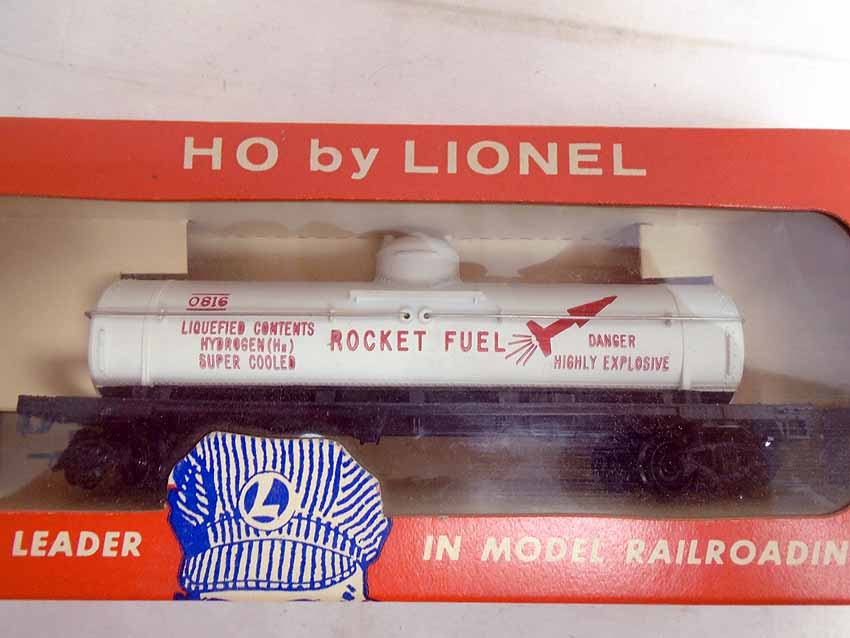 HO by LIONEL
0816
LIQUEFIED CONTENTS
HYDROGEN (H2)
SUPER COOLED
ROCKET FUEL
DANGER
HIGHLY EXPLOSIVE
L
LEADER IN MODEL RAILROADIN